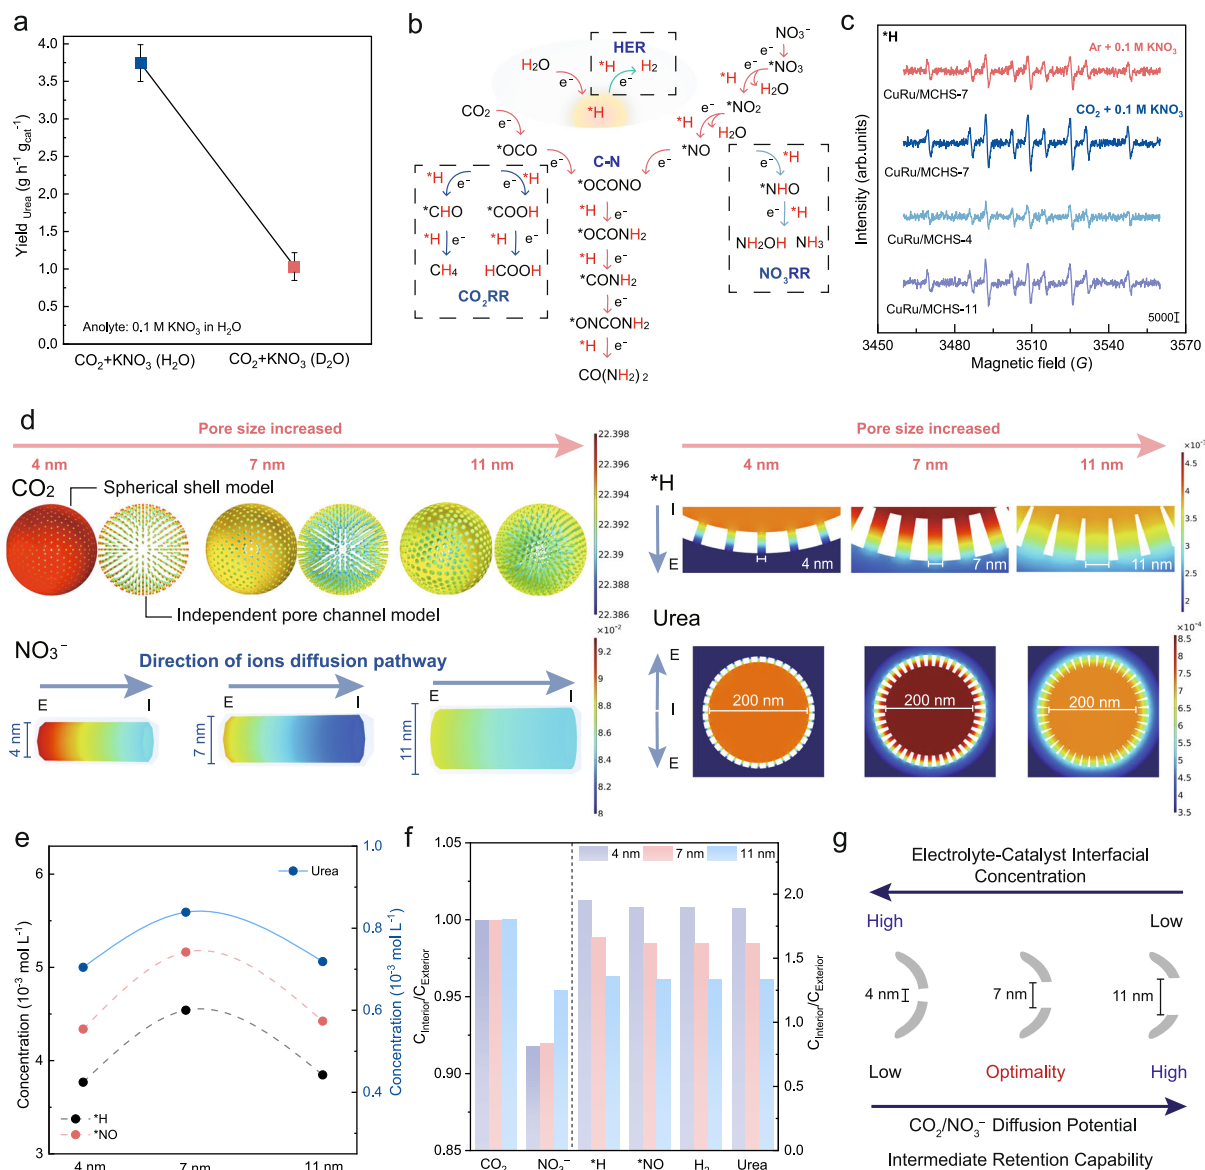 a
Yield Urea (g h⁻¹ gcat⁻¹)
4.0
3.5
3.0
2.5
2.0
1.5
1.0
0.5
0.0
Anolyte: 0.1 M KNO₃ in H₂O
CO₂+KNO₃ (H₂O)
CO₂+KNO₃ (D₂O)
b
HER
NO₃⁻
e⁻
H₂O
*H
H₂
e⁻
*NO₃
*H
e⁻
e⁻
H₂O
CO₂
*H
*NO₂
e⁻
*H
e⁻
H₂O
*OCO
C-N
*NO
*H
e⁻
e⁻
*H
*OCONO
*H
*CHO
*COOH
*H
e⁻
*NHO
*H
e⁻
*H
*OCONH₂
e⁻
*H
CH₄
HCOOH
*H
e⁻
NH₂OH
NH₃
CO₂RR
*CONH₂
NO₃RR
e⁻
*ONCONH₂
*H
e⁻
CO(NH₂)₂
c
*H
Intensity (arb.units)
Ar + 0.1 M KNO₃
CuRu/MCHS-7
CO₂ + 0.1 M KNO₃
CuRu/MCHS-7
CuRu/MCHS-4
CuRu/MCHS-11
5000
3450
3480
3510
3540
3570
Magnetic field (G)
d
Pore size increased
4 nm
7 nm
11 nm
CO₂
Spherical shell model
Independent pore channel model
22.398
22.396
22.394
22.392
22.39
22.388
22.386
NO₃⁻
Direction of ions diffusion pathway
E
I
4 nm
E
I
7 nm
E
I
11 nm
×10⁻²
9.2
9
8.8
8.6
8.4
8.2
8
Pore size increased
4 nm
7 nm
11 nm
*H
I
E
4 nm
7 nm
11 nm
4.5
4
3.5
3
2.5
2
Urea
E
I
E
200 nm
200 nm
200 nm
×10⁻⁴
8.5
8
7.5
7
6.5
6
5.5
5
4.5
4
3.5
e
Concentration (10⁻³ mol L⁻¹)
6
5
4
3
Urea
*H
*NO
4 nm
7 nm
11 nm
1.0
0.8
0.6
0.4
Concentration (10⁻³ mol L⁻¹)
f
CInterior/CExterior
1.05
1.00
0.95
0.90
0.85
4 nm
7 nm
11 nm
CO₂
NO₃⁻
*H
*NO
H₂
Urea
2.0
1.5
1.0
0.5
0.0
CInterior/CExterior
g
Electrolyte-Catalyst Interfacial
Concentration
High
Low
4 nm
7 nm
11 nm
Low
Optimality
High
CO₂/NO₃⁻ Diffusion Potential
Intermediate Retention Capability